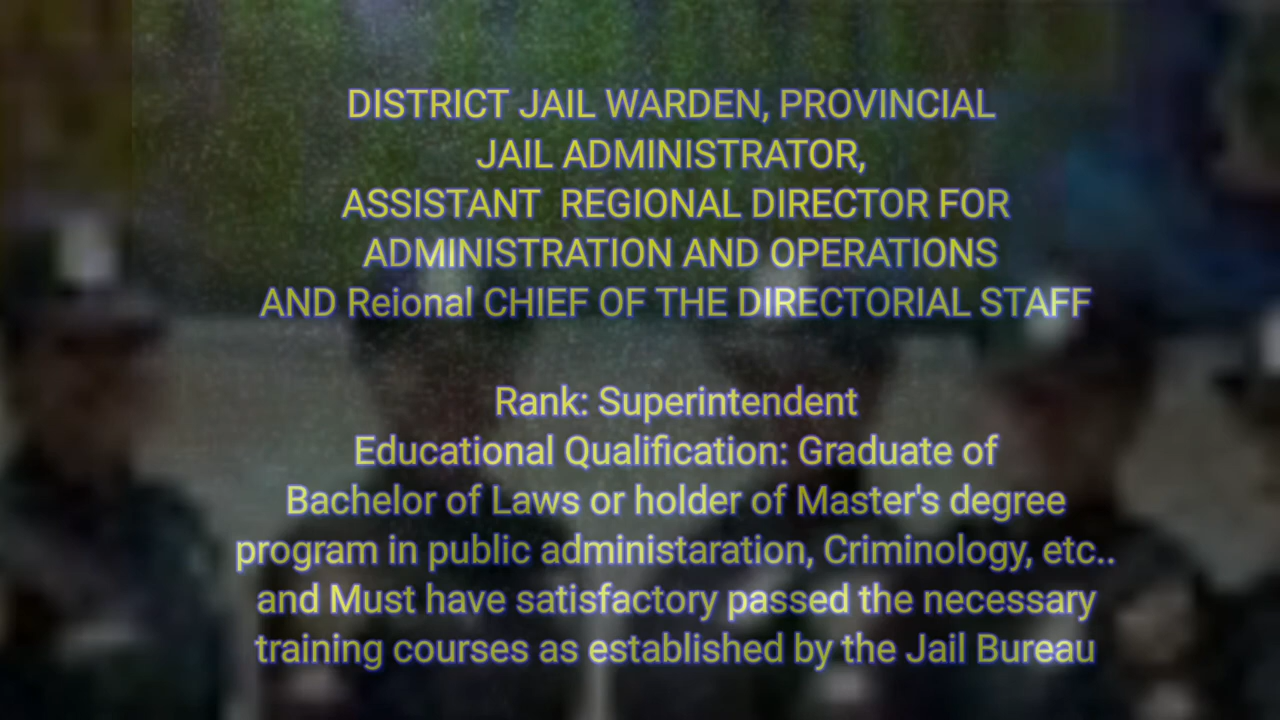 DISTRICT JAIL WARDEN, PROVINCIAL
JAIL ADMINISTRATOR,
ASSISTANT  REGIONAL DIRECTOR FOR
ADMINISTRATION AND OPERATIONS
AND Reional CHIEF OF THE DIRECTORIAL STAFF
Rank: Superintendent
Educational Qualification: Graduate of
Bachelor of Laws or holder of Master's degree
program in public administaration, Criminology, etc..
and Must have satisfactory passed the necessary
training courses as established by the Jail Bureau